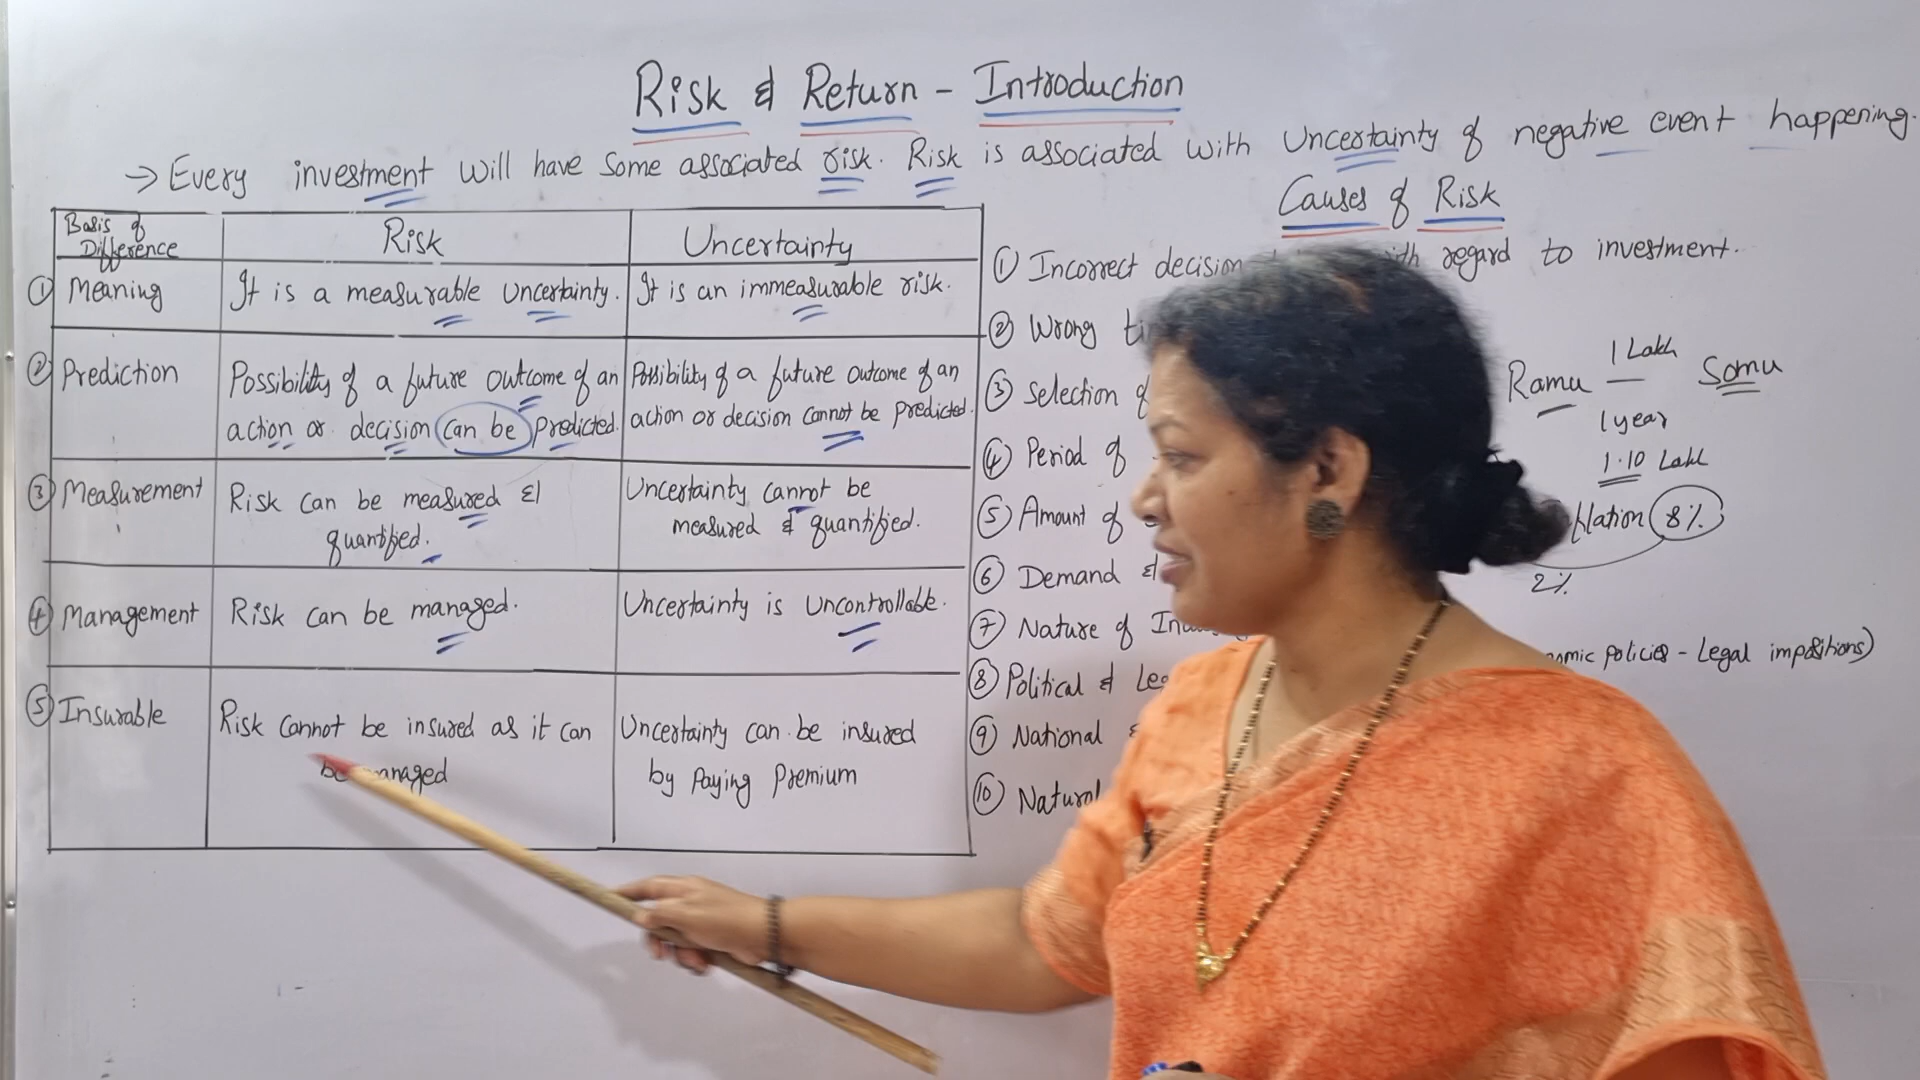 Risk & Return - Introduction
→ Every investment will have some associated risk. Risk is associated with Uncertainty of negative event happening.
Basis of Difference
Risk
Uncertainty
① Meaning
It is a measurable Uncertainty.
It is an immeasurable risk.
② Prediction
Possibility of a future outcome of an
action or decision can be predicted.
Possibility of a future outcome of an
action or decision cannot be predicted.
③ Measurement
Risk can be measured &
quantified.
Uncertainty cannot be
measured & quantified.
④ Management
Risk can be managed.
Uncertainty is Uncontrollable.
⑤ Insurable
Risk cannot be insured as it can
be managed
Uncertainty can be insured
by Paying Premium
Causes of Risk
① Incorrect decision regard to investment.
② Wrong
③ Selection of
④ Period of
⑤ Amount of
⑥ Demand &
⑦ Nature of
⑧ Political & policies - Legal impositions)
⑨ National
⑩ Natural
Ramu 1 Lakh Somu
1 year
1.10 Lakh
8%
2%